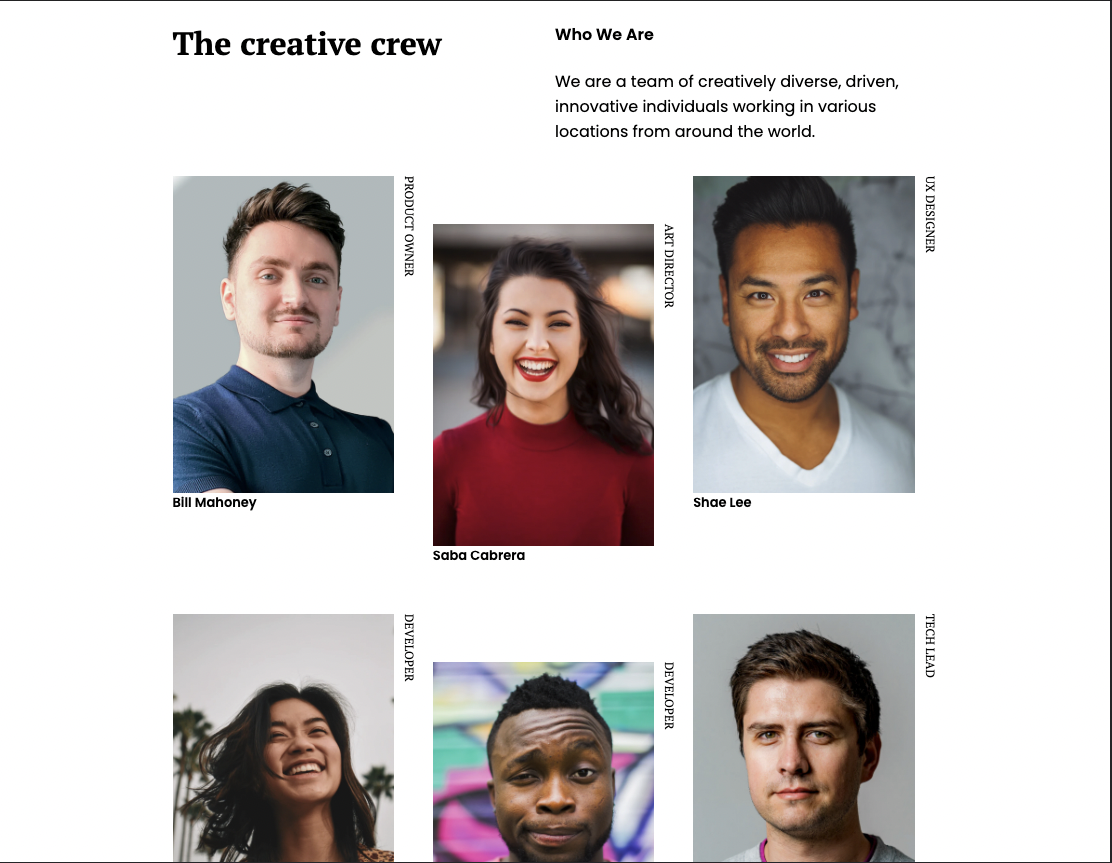 The creative crew
Who We Are
We are a team of creatively diverse, driven,
innovative individuals working in various
locations from around the world.
PRODUCT OWNER
Bill Mahoney
ART DIRECTOR
Saba Cabrera
UX DESIGNER
Shae Lee
DEVELOPER
DEVELOPER
TECH LEAD